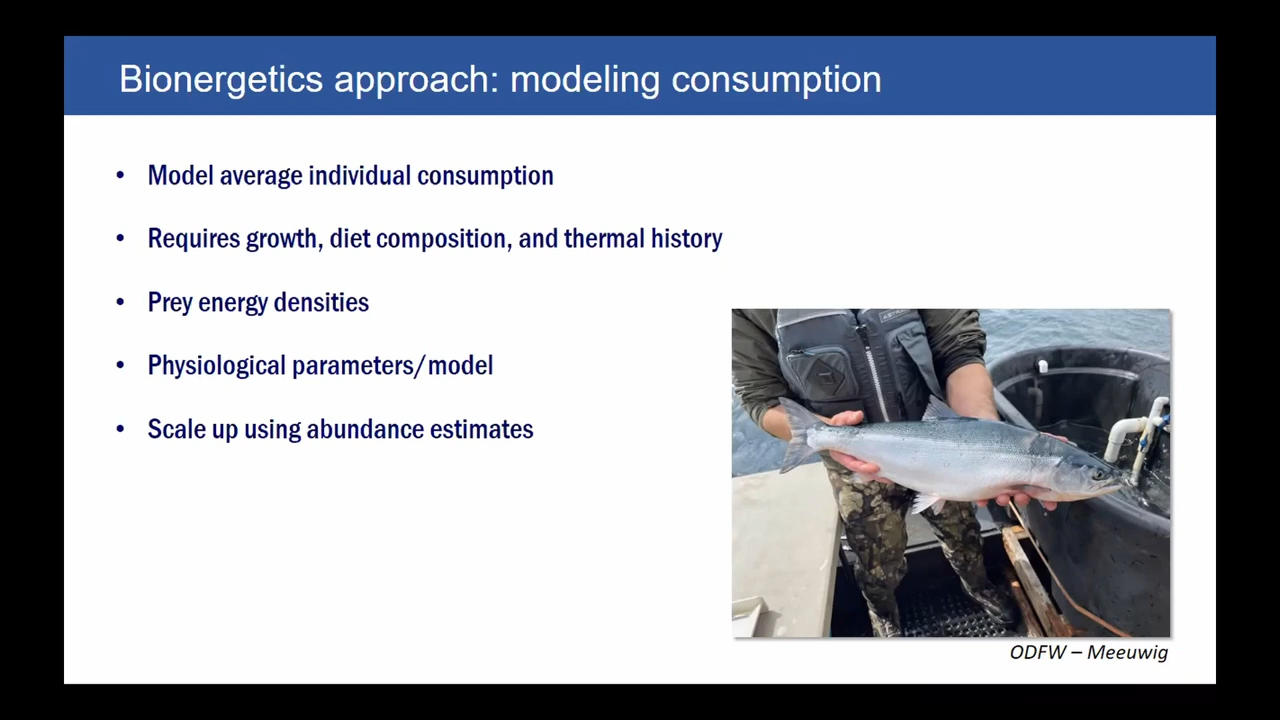 Bionergetics approach: modeling consumption
• Model average individual consumption
• Requires growth, diet composition, and thermal history
• Prey energy densities
• Physiological parameters/model
• Scale up using abundance estimates
ODFW – Meeuwig